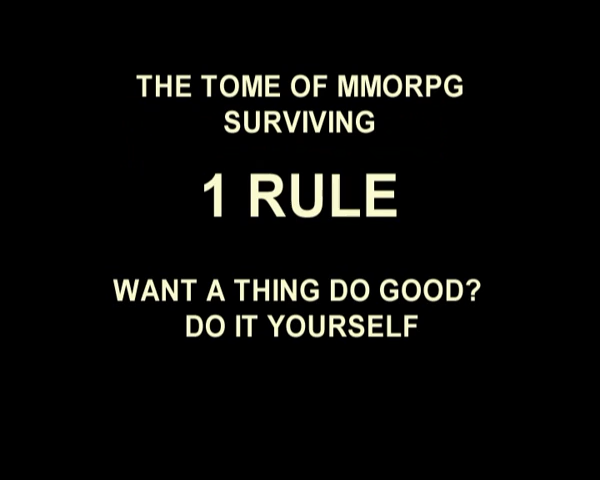 THE TOME OF MMORPG
SURVIVING
1 RULE
WANT A THING DO GOOD?
DO IT YOURSELF